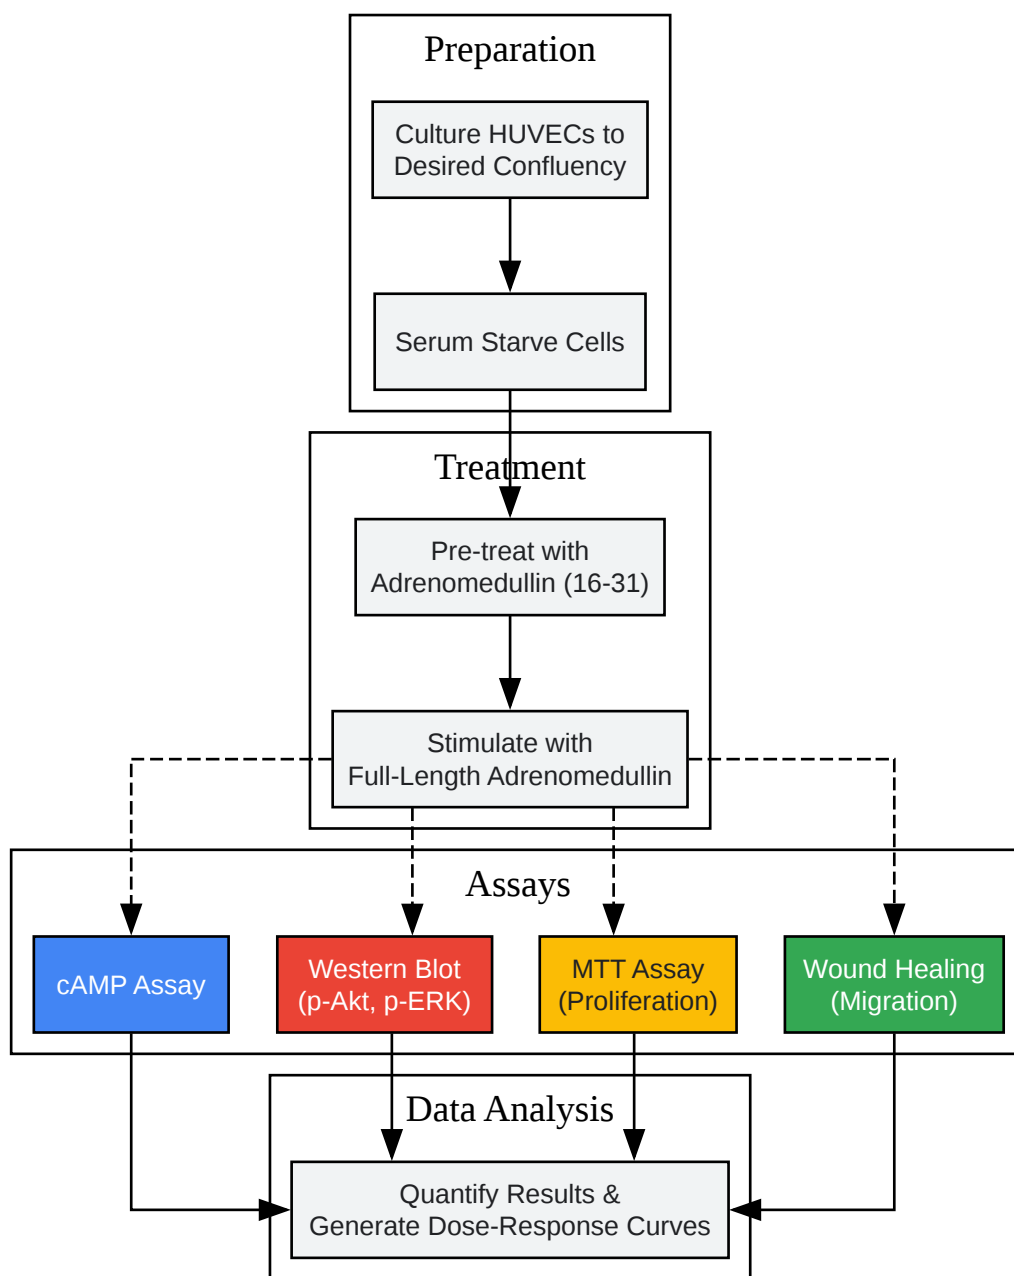 Preparation
Culture HUVECs to
Desired Confluency
Serum Starve Cells
Treatment
Pre-treat with
Adrenomedullin (16-31)
Stimulate with
Full-Length Adrenomedullin
Assays
cAMP Assay
Western Blot
(p-Akt, p-ERK)
MTT Assay
(Proliferation)
Wound Healing
(Migration)
Data Analysis
Quantify Results &
Generate Dose-Response Curves